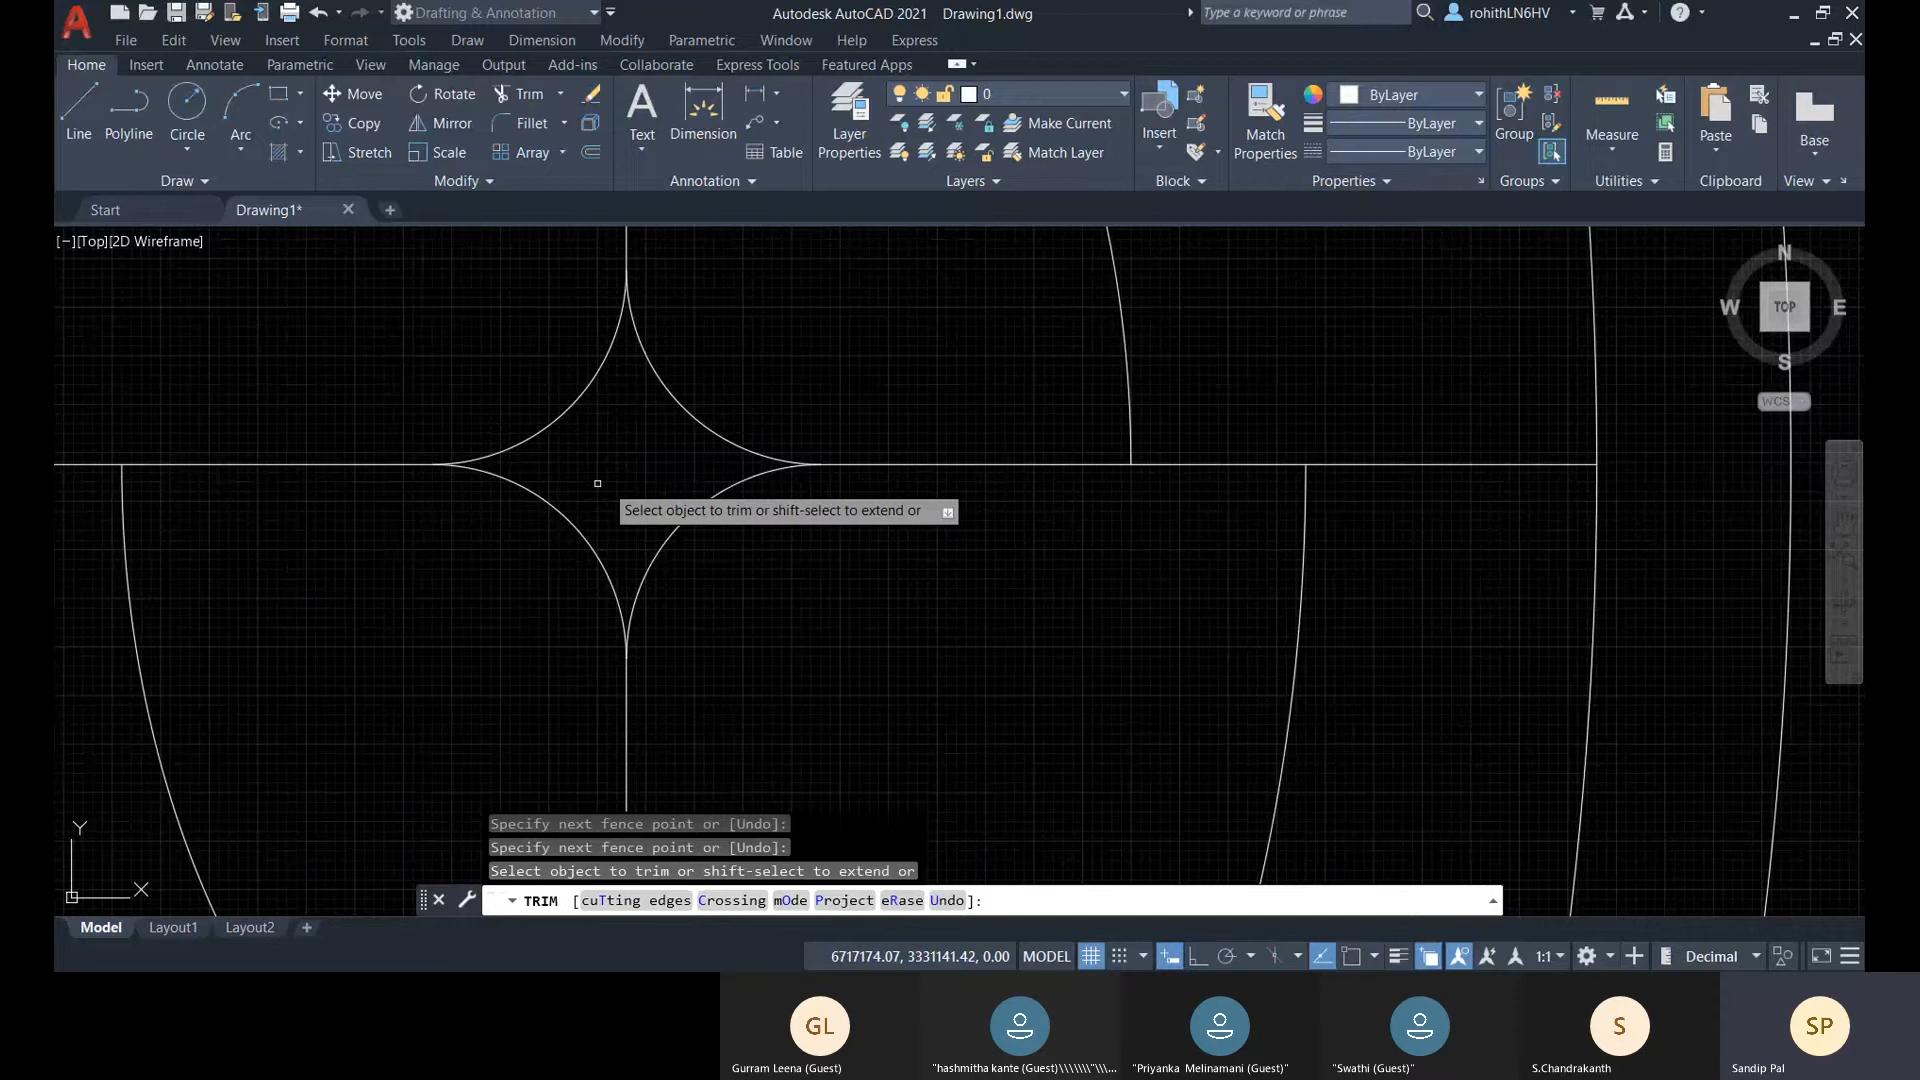 Drafting & Annotation
Autodesk AutoCAD 2021 Drawing1.dwg
Type a keyword or phrase
rohithLN6HV
File Edit View Insert Format Tools Draw Dimension Modify Parametric Window Help Express
Home Insert Annotate Parametric View Manage Output Add-ins Collaborate Express Tools Featured Apps
Line
Polyline
Circle
Arc
Draw
Move
Rotate
Trim
Copy
Mirror
Fillet
Stretch
Scale
Array
Modify
Text
Dimension
Table
Annotation
Layer
Properties
0
Make Current
Match Layer
Layers
Insert
Block
Match
Properties
ByLayer
ByLayer
ByLayer
Properties
Group
Groups
Measure
Utilities
Paste
Clipboard
Base
View
Start
Drawing1*
[−][Top][2D Wireframe]
N
W
TOP
E
S
WCS
Select object to trim or shift-select to extend or
Y
X
Specify next fence point or [Undo]:
Specify next fence point or [Undo]:
Select object to trim or shift-select to extend or
TRIM [cuTting edges Crossing mOde Project eRase Undo]:
Model Layout1 Layout2
6717174.07, 3331141.42, 0.00 MODEL 1:1 Decimal
GL
S
SP
Gurram Leena (Guest)
"hashmitha kante (Guest)\\\\\\\"\\\...
"Priyanka Melinamani (Guest)"
"Swathi (Guest)"
S.Chandrakanth
Sandip Pal